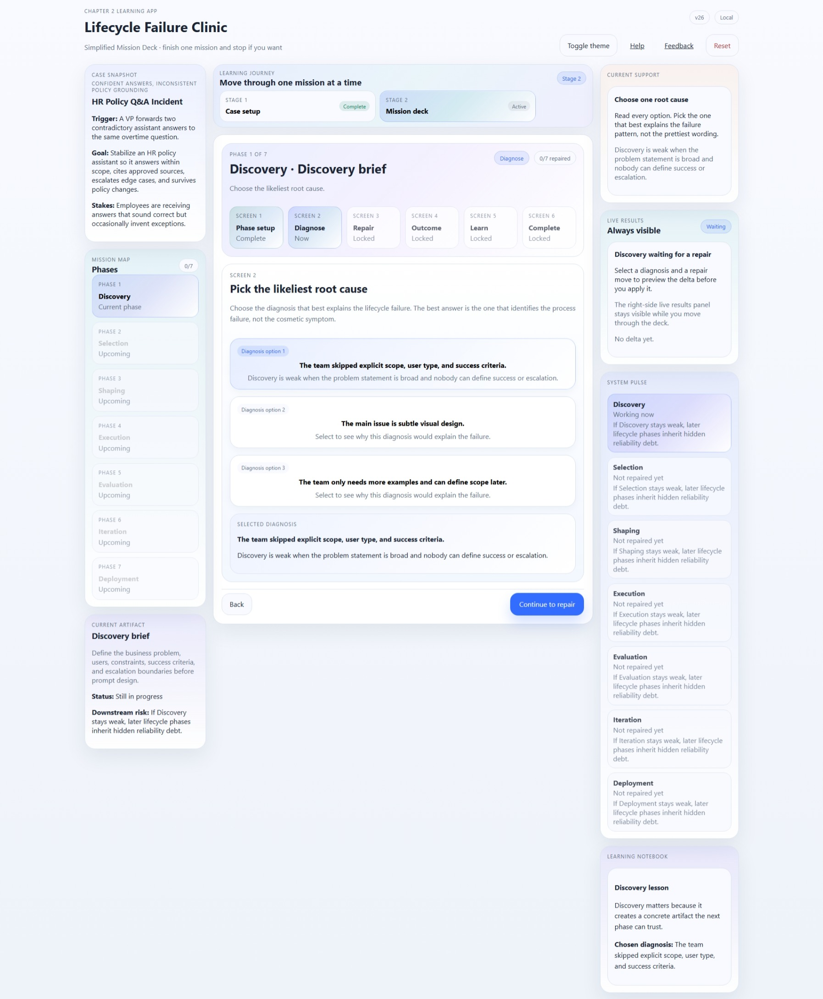 CHAPTER 2 LEARNING APP
Lifecycle Failure Clinic
Simplified Mission Deck · finish one mission and stop if you want
v26
Local
Toggle theme
Help
Feedback
Reset
CASE SNAPSHOT
CONFIDENT ANSWERS, INCONSISTENT
POLICY GROUNDING
HR Policy Q&A Incident
Trigger: A VP forwards two
contradictory assistant answers to
the same overtime question.
Goal: Stabilize an HR policy
assistant so it answers within
scope, cites approved sources,
escalates edge cases, and survives
policy changes.
Stakes: Employees are receiving
answers that sound correct but
occasionally invent exceptions.
MISSION MAP
Phases
0/7
PHASE 1
Discovery
Current phase
PHASE 2
Selection
Upcoming
PHASE 3
Shaping
Upcoming
PHASE 4
Execution
Upcoming
PHASE 5
Evaluation
Upcoming
PHASE 6
Iteration
Upcoming
PHASE 7
Deployment
Upcoming
CURRENT ARTIFACT
Discovery brief
Define the business problem,
users, constraints, success criteria,
and escalation boundaries before
prompt design.
Status: Still in progress
Downstream risk: If Discovery
stays weak, later lifecycle phases
inherit hidden reliability debt.
LEARNING JOURNEY
Move through one mission at a time
Stage 2
STAGE 1
Case setup
Complete
STAGE 2
Mission deck
Active
PHASE 1 OF 7
Discovery · Discovery brief
Choose the likeliest root cause.
Diagnose
0/7 repaired
SCREEN 1
Phase setup
Complete
SCREEN 2
Diagnose
Now
SCREEN 3
Repair
Locked
SCREEN 4
Outcome
Locked
SCREEN 5
Learn
Locked
SCREEN 6
Complete
Locked
SCREEN 2
Pick the likeliest root cause
Choose the diagnosis that best explains the lifecycle failure. The best answer is the one that identifies the process
failure, not the cosmetic symptom.
Diagnosis option 1
The team skipped explicit scope, user type, and success criteria.
Discovery is weak when the problem statement is broad and nobody can define success or escalation.
Diagnosis option 2
The main issue is subtle visual design.
Select to see why this diagnosis would explain the failure.
Diagnosis option 3
The team only needs more examples and can define scope later.
Select to see why this diagnosis would explain the failure.
SELECTED DIAGNOSIS
The team skipped explicit scope, user type, and success criteria.
Discovery is weak when the problem statement is broad and nobody can define success or escalation.
Back
Continue to repair
CURRENT SUPPORT
Choose one root cause
Read every option. Pick the one
that best explains the failure
pattern, not the prettiest wording.
Discovery is weak when the
problem statement is broad and
nobody can define success or
escalation.
LIVE RESULTS
Always visible
Waiting
Discovery waiting for a repair
Select a diagnosis and a repair
move to preview the delta before
you apply it.
The right-side live results panel
stays visible while you move
through the deck.
No delta yet.
SYSTEM PULSE
Discovery
Working now
If Discovery stays weak, later
lifecycle phases inherit hidden
reliability debt.
Selection
Not repaired yet
If Selection stays weak, later lifecycle
phases inherit hidden reliability
debt.
Shaping
Not repaired yet
If Shaping stays weak, later lifecycle
phases inherit hidden reliability
debt.
Execution
Not repaired yet
If Execution stays weak, later
lifecycle phases inherit hidden
reliability debt.
Evaluation
Not repaired yet
If Evaluation stays weak, later
lifecycle phases inherit hidden
reliability debt.
Iteration
Not repaired yet
If Iteration stays weak, later lifecycle
phases inherit hidden reliability
debt.
Deployment
Not repaired yet
If Deployment stays weak, later
lifecycle phases inherit hidden
reliability debt.
LEARNING NOTEBOOK
Discovery lesson
Discovery matters because it
creates a concrete artifact the next
phase can trust.
Chosen diagnosis: The team
skipped explicit scope, user type,
and success criteria.